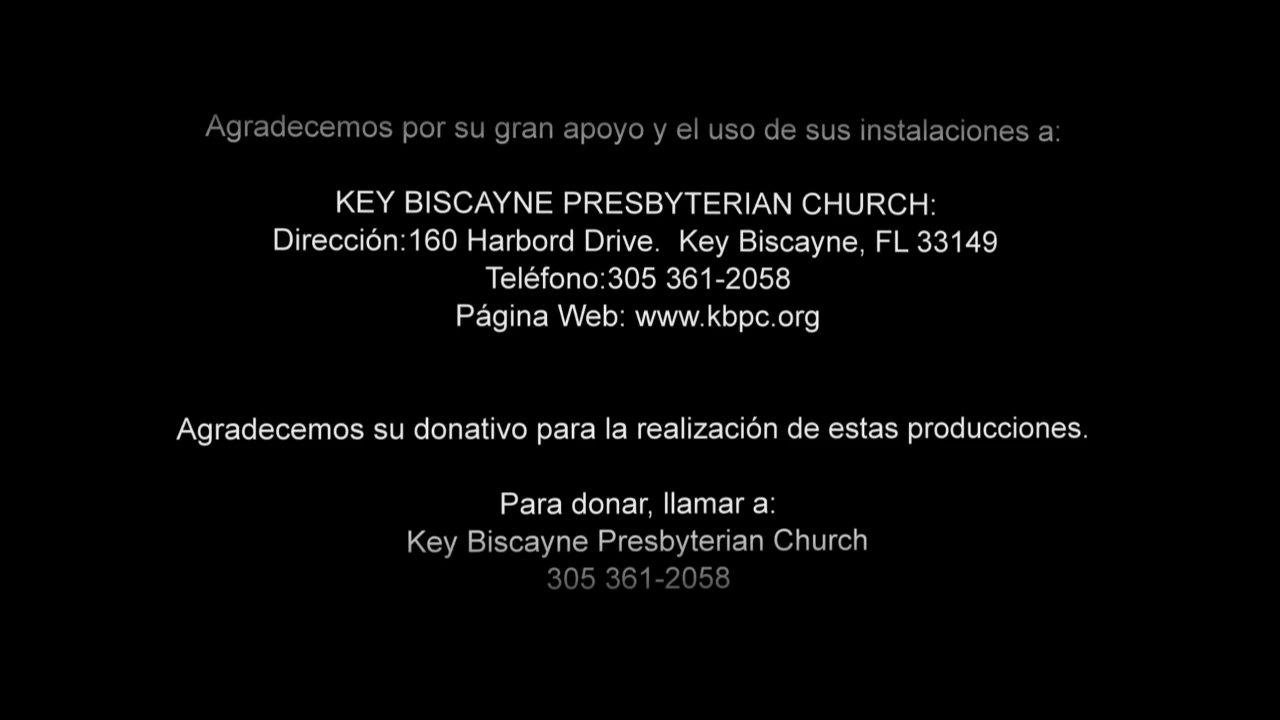 Agradecemos por su gran apoyo y el uso de sus instalaciones a:
KEY BISCAYNE PRESBYTERIAN CHURCH:
Dirección:160 Harbord Drive.  Key Biscayne, FL 33149
Teléfono:305 361-2058
Página Web: www.kbpc.org
Agradecemos su donativo para la realización de estas producciones.
Para donar, llamar a:
Key Biscayne Presbyterian Church
305 361-2058